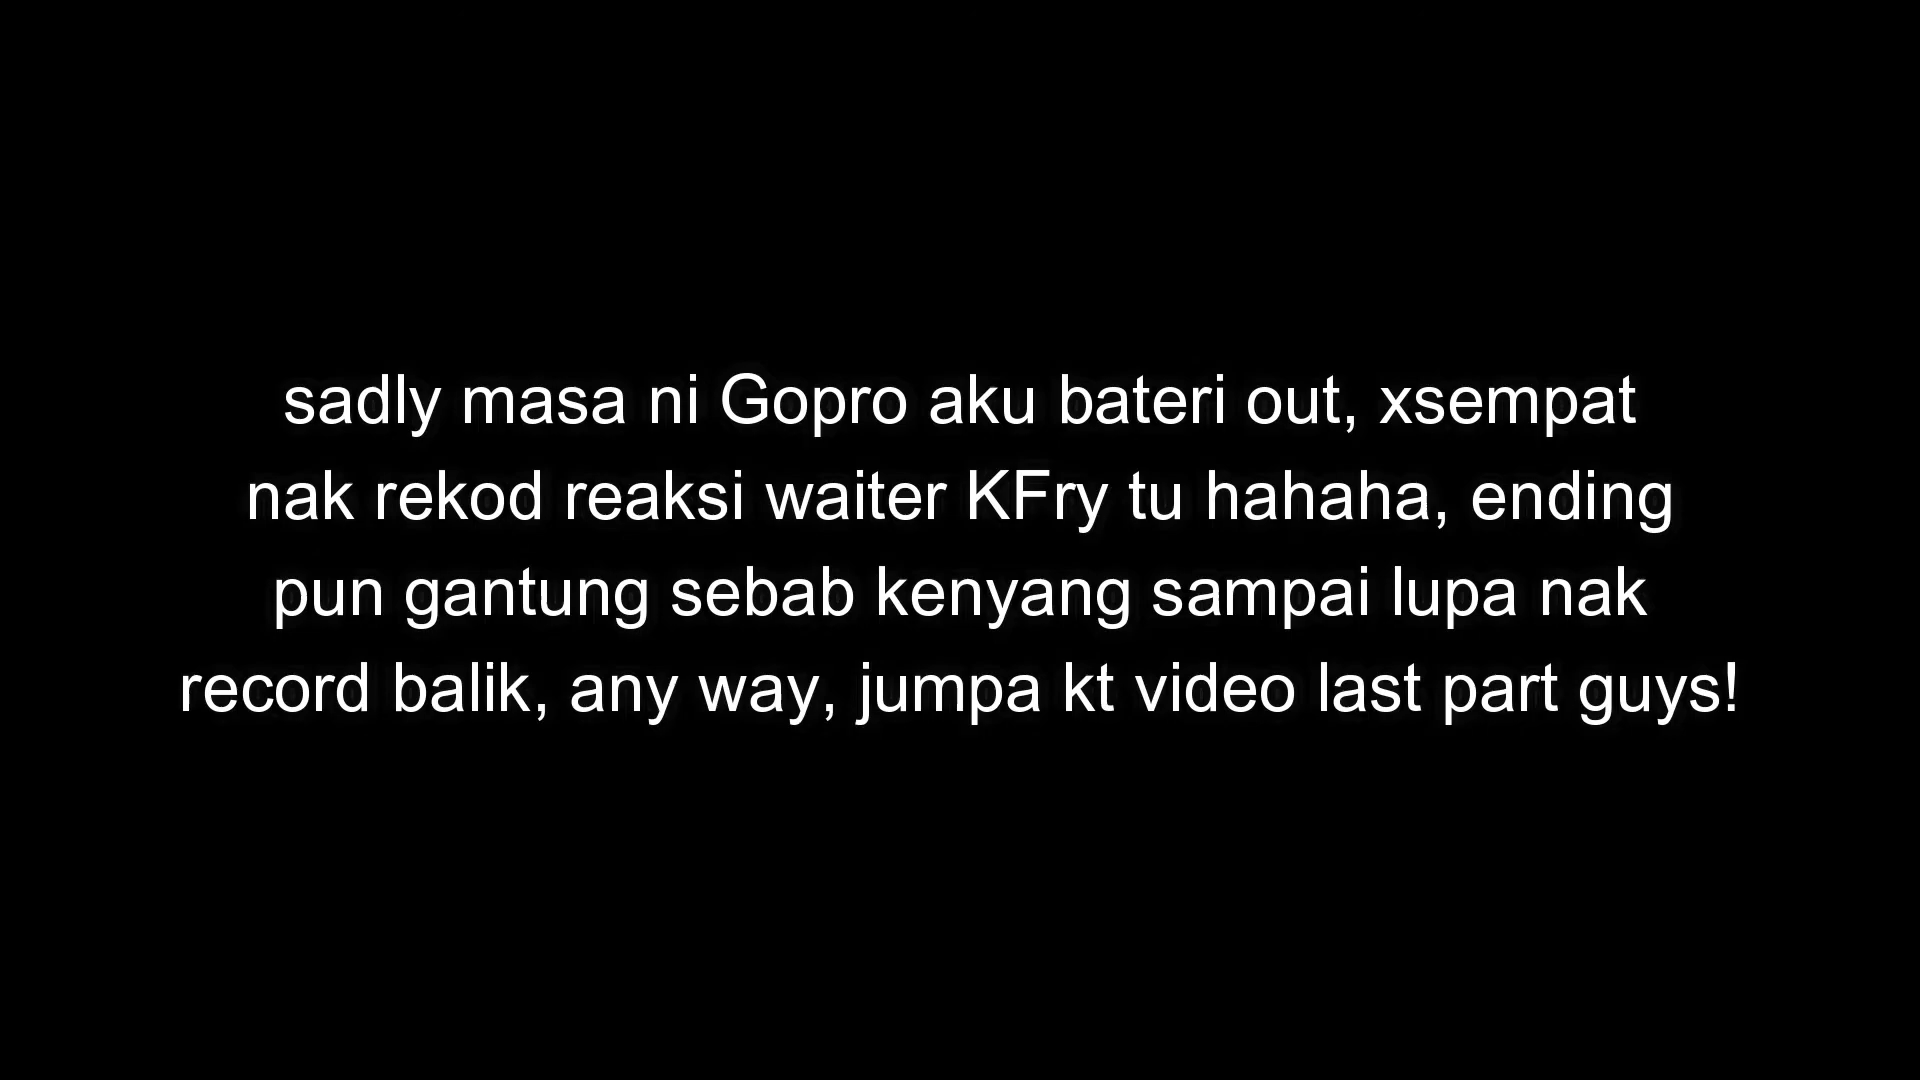 sadly masa ni Gopro aku bateri out, xsempat
nak rekod reaksi waiter KFry tu hahaha, ending
pun gantung sebab kenyang sampai lupa nak
record balik, any way, jumpa kt video last part guys!